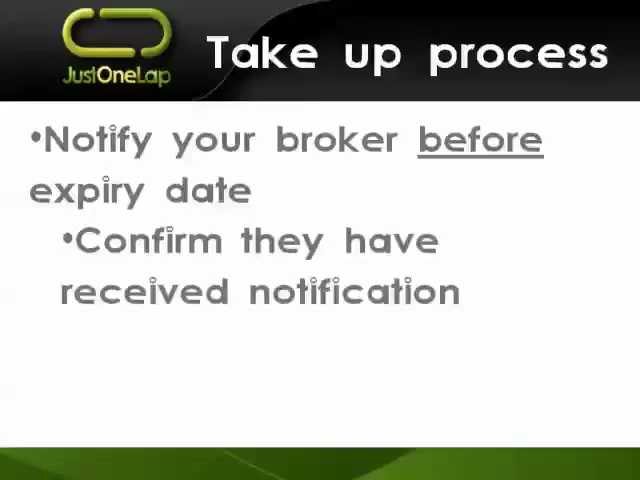 JustOneLap
Take up process
•Notify your broker before
expiry date
•Confirm they have
received notification